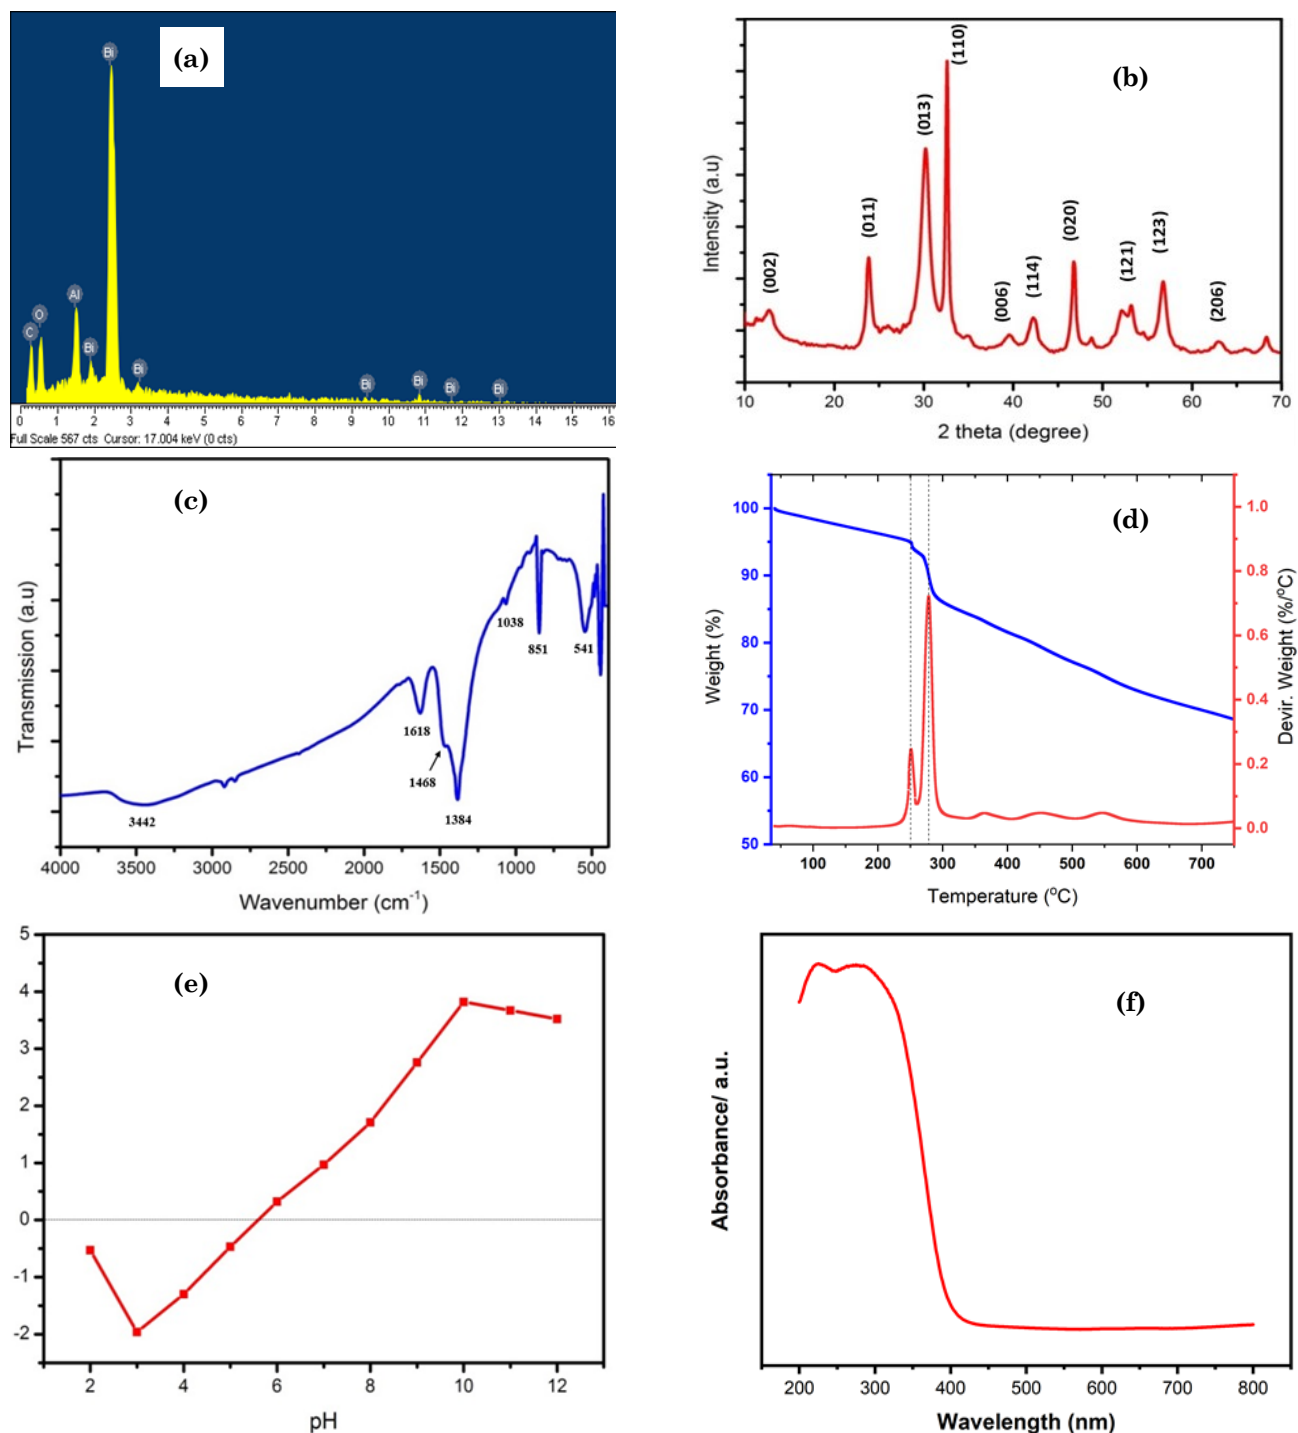 (a)
Bi
Al
O
C
Bi
Bi
Bi
Bi
Bi
Bi
0 1 2 3 4 5 6 7 8 9 10 11 12 13 14 15 16
Full Scale 567 cts Cursor: 17.004 keV (0 cts)
(b)
Intensity (a.u)
(002)
(011)
(013)
(110)
(006)
(114)
(020)
(121)
(123)
(206)
10 20 30 40 50 60 70
2 theta (degree)
(c)
Transmission (a.u)
3442
1618
1468
1384
1038
851
541
4000 3500 3000 2500 2000 1500 1000 500
Wavenumber (cm⁻¹)
(d)
Weight (%)
100
90
80
70
60
50
1.0
0.8
0.6
0.4
0.2
0.0
Devir. Weight (%/°C)
100 200 300 400 500 600 700
Temperature (°C)
(e)
5
4
3
2
1
0
-1
-2
2 4 6 8 10 12
pH
(f)
Absorbance/ a.u.
200 300 400 500 600 700 800
Wavelength (nm)